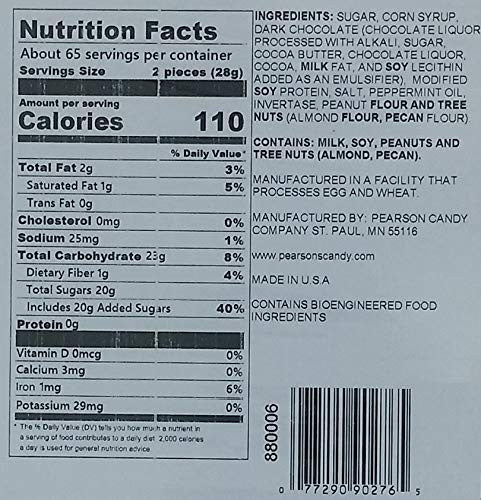 Nutrition Facts
About 65 servings per container
Servings Size 2 pieces (28g)
Amount per serving
Calories 110
% Daily Value*
Total Fat 2g 3%
Saturated Fat 1g 5%
Trans Fat 0g
Cholesterol 0mg 0%
Sodium 25mg 1%
Total Carbohydrate 23g 8%
Dietary Fiber 1g 4%
Total Sugars 20g
Includes 20g Added Sugars 40%
Protein 0g
Vitamin D 0mcg 0%
Calcium 3mg 0%
Iron 1mg 6%
Potassium 29mg 0%
* The % Daily Value (DV) tells you how much a nutrient in
a serving of food contributes to a daily diet. 2,000 calories
a day is used for general nutrition advice.
INGREDIENTS: SUGAR, CORN SYRUP,
DARK CHOCOLATE (CHOCOLATE LIQUOR
PROCESSED WITH ALKALI, SUGAR,
COCOA BUTTER, CHOCOLATE LIQUOR,
COCOA, MILK FAT, AND SOY LECITHIN
ADDED AS AN EMULSIFIER), MODIFIED
SOY PROTEIN, SALT, PEPPERMINT OIL,
INVERTASE, PEANUT FLOUR AND TREE
NUTS (ALMOND FLOUR, PECAN FLOUR)
CONTAINS: MILK, SOY, PEANUTS AND
TREE NUTS (ALMOND, PECAN).
MANUFACTURED IN A FACILITY THAT
PROCESSES EGG AND WHEAT.
MANUFACTURED BY: PEARSON CANDY
COMPANY ST. PAUL, MN 55116
www.pearsonscandy.com
MADE IN U.S.A
CONTAINS BIOENGINEERED FOOD
INGREDIENTS
880006
0 77290 90276 5